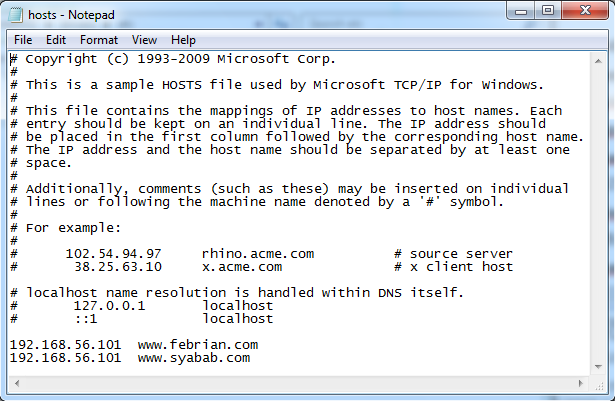 hosts - Notepad
File Edit Format View Help
# Copyright (c) 1993-2009 Microsoft Corp.
#
# This is a sample HOSTS file used by Microsoft TCP/IP for Windows.
#
# This file contains the mappings of IP addresses to host names. Each
# entry should be kept on an individual line. The IP address should
# be placed in the first column followed by the corresponding host name.
# The IP address and the host name should be separated by at least one
# space.
#
# Additionally, comments (such as these) may be inserted on individual
# lines or following the machine name denoted by a '#' symbol.
#
# For example:
#
#      102.54.94.97     rhino.acme.com          # source server
#       38.25.63.10     x.acme.com              # x client host

# localhost name resolution is handled within DNS itself.
#       127.0.0.1       localhost
#       ::1             localhost

192.168.56.101  www.febrian.com
192.168.56.101  www.syabab.com